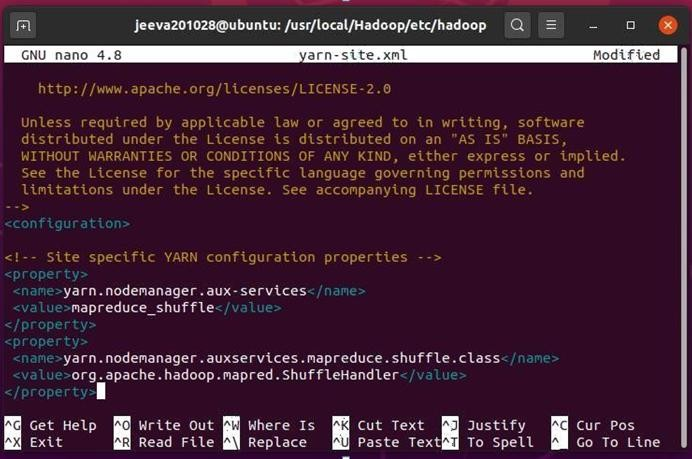 jeeva201028@ubuntu: /usr/local/Hadoop/etc/hadoop
GNU nano 4.8 yarn-site.xml Modified
http://www.apache.org/licenses/LICENSE-2.0
Unless required by applicable law or agreed to in writing, software
distributed under the License is distributed on an "AS IS" BASIS,
WITHOUT WARRANTIES OR CONDITIONS OF ANY KIND, either express or implied.
See the License for the specific language governing permissions and
limitations under the License. See accompanying LICENSE file.
-->
<configuration>
<!-- Site specific YARN configuration properties -->
<property>
<name>yarn.nodemanager.aux-services</name>
<value>mapreduce_shuffle</value>
</property>
<property>
<name>yarn.nodemanager.auxservices.mapreduce.shuffle.class</name>
<value>org.apache.hadoop.mapred.ShuffleHandler</value>
</property>
^G Get Help ^O Write Out ^W Where Is ^K Cut Text ^J Justify ^C Cur Pos
^X Exit ^R Read File ^\ Replace ^U Paste Text ^T To Spell ^_ Go To Line